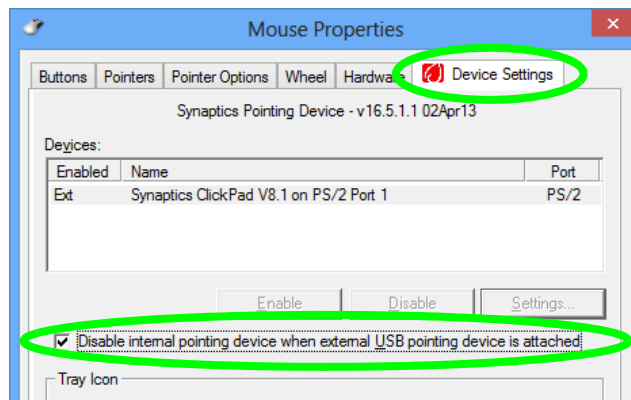 Mouse Properties
Buttons Pointers Pointer Options Wheel Hardware Device Settings
Synaptics Pointing Device - v16.5.1.1 02Apr13
Devices:
Enabled Name Port
Ext Synaptics ClickPad V8.1 on PS/2 Port 1 PS/2
Enable Disable Settings...
Disable internal pointing device when external USB pointing device is attached
Tray Icon